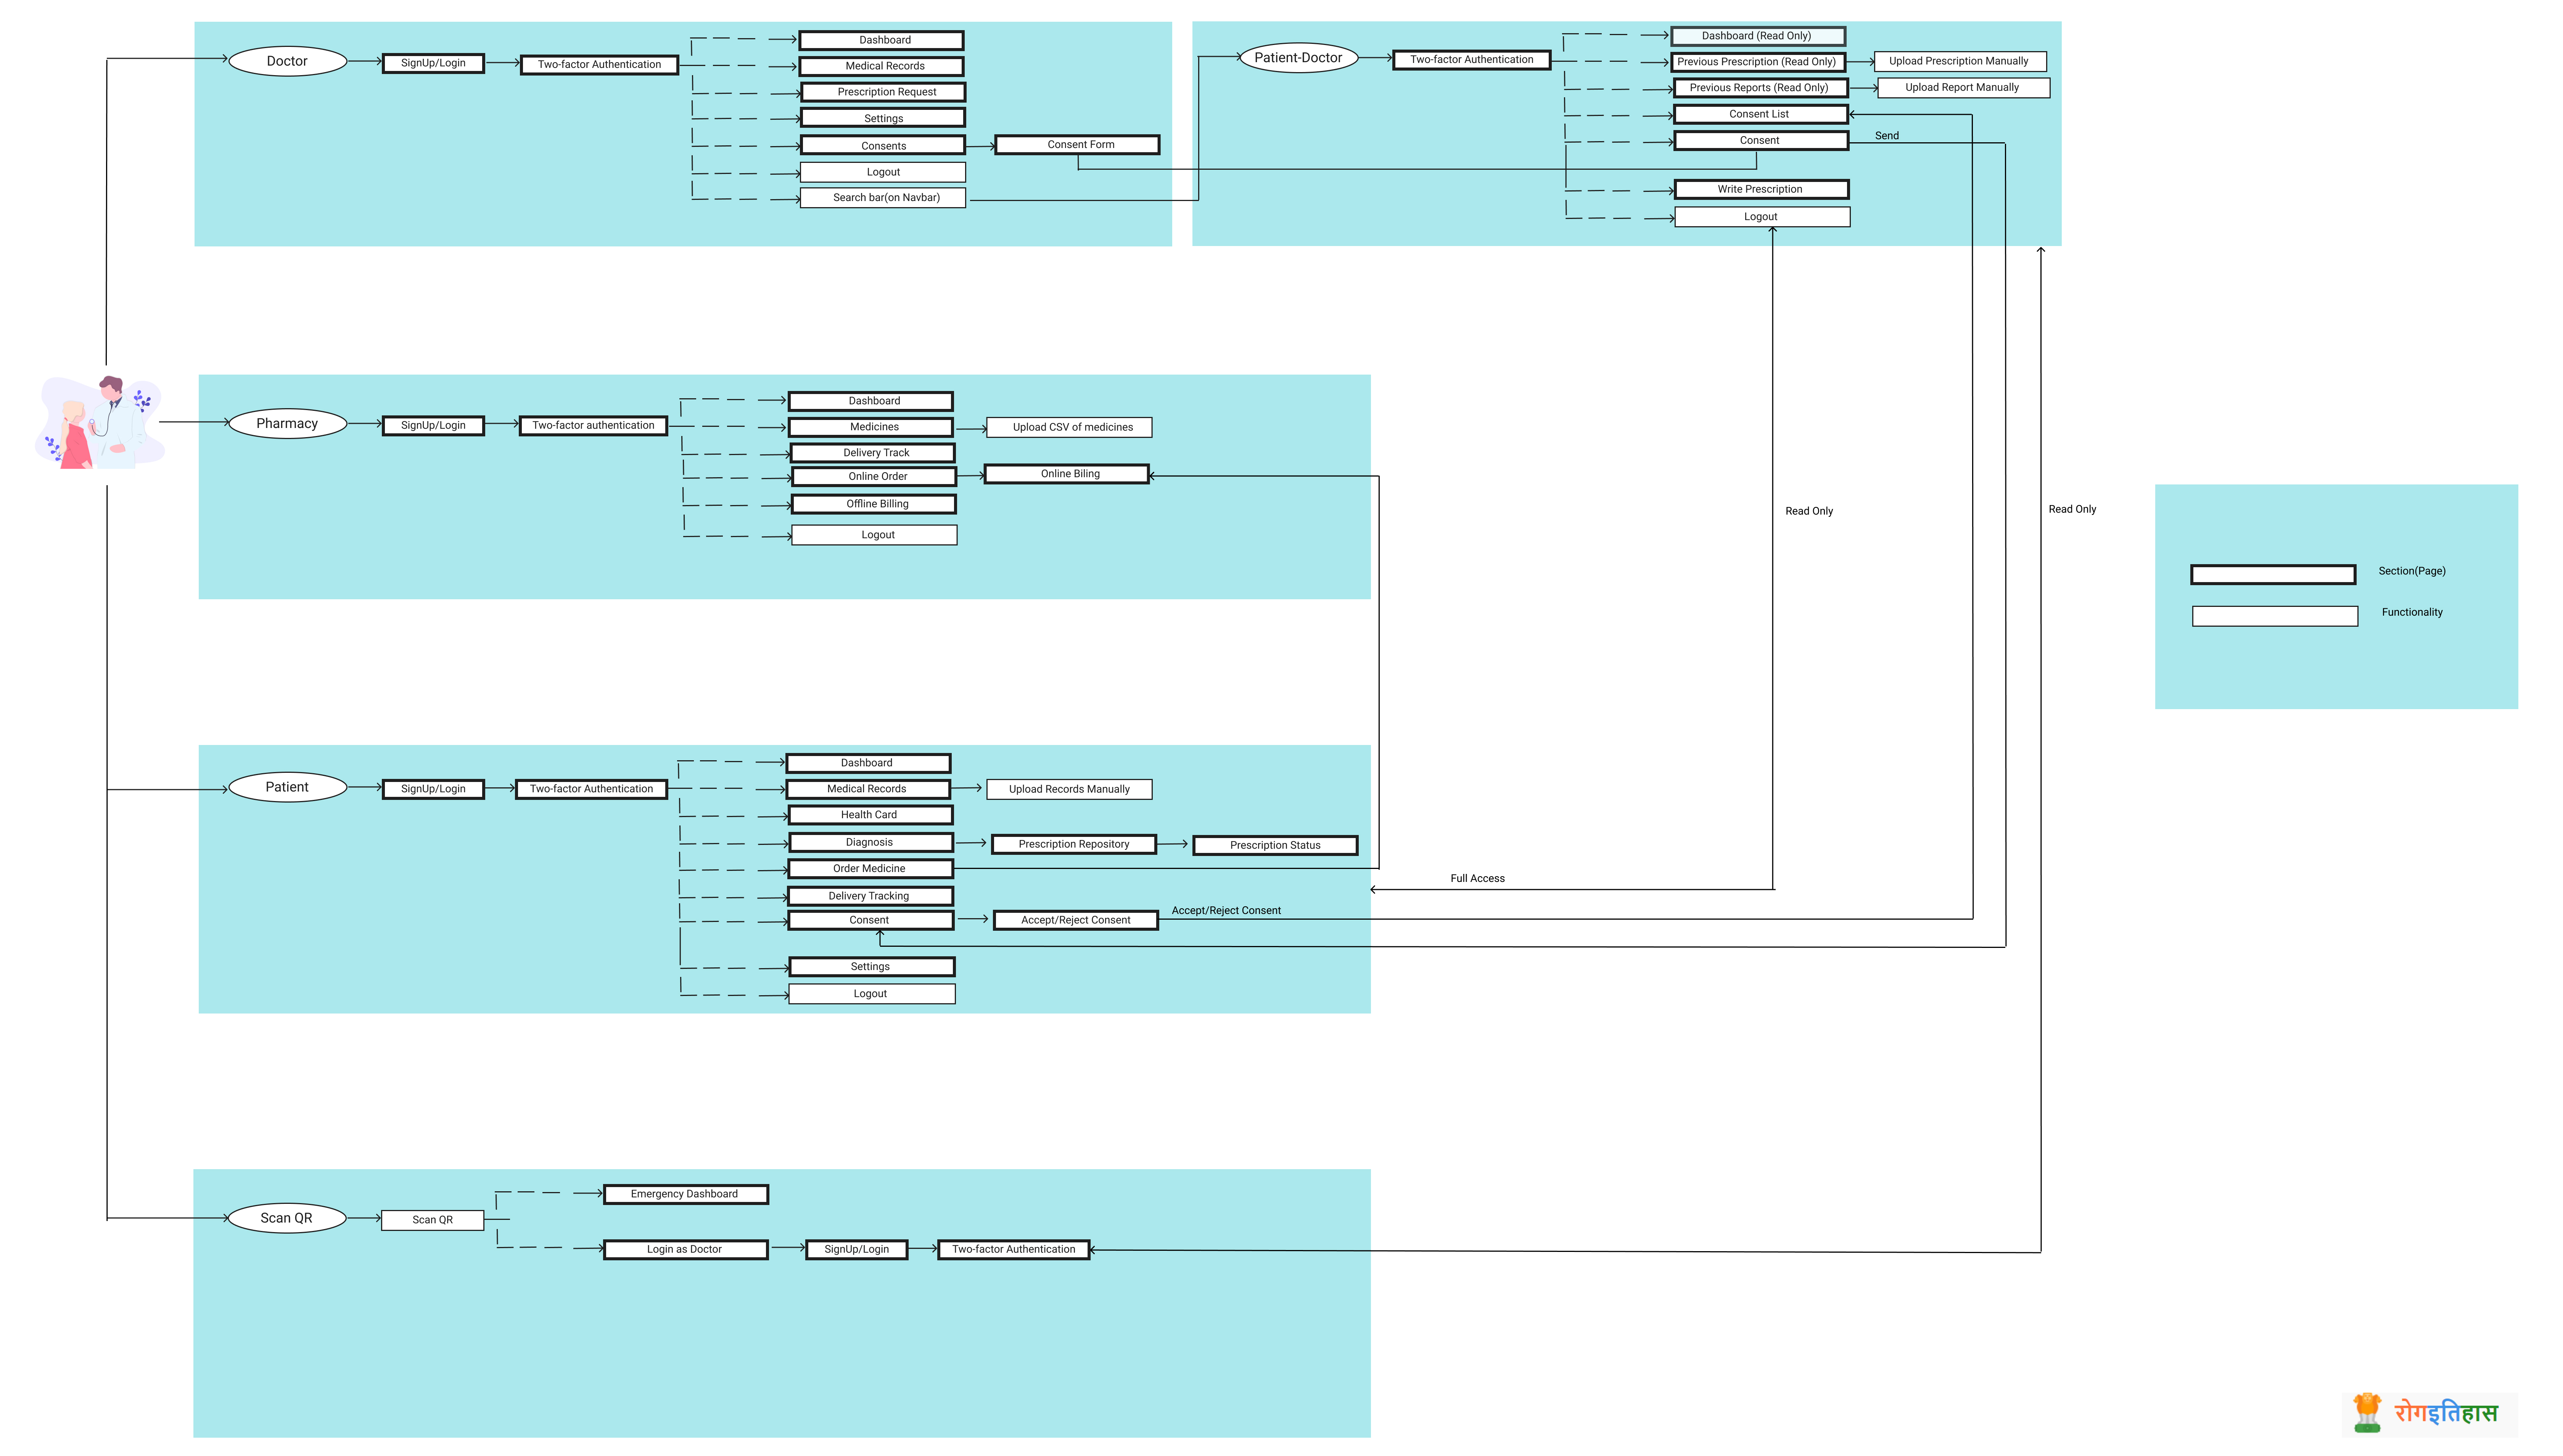 Doctor
SignUp/Login
Two-factor Authentication
Dashboard
Medical Records
Prescription Request
Settings
Consents
Consent Form
Logout
Search bar(on Navbar)
Patient-Doctor
Two-factor Authentication
Dashboard (Read Only)
Previous Prescription (Read Only)
Upload Prescription Manually
Previous Reports (Read Only)
Upload Report Manually
Consent List
Consent
Send
Write Prescription
Logout
Pharmacy
SignUp/Login
Two-factor authentication
Dashboard
Medicines
Upload CSV of medicines
Delivery Track
Online Order
Online Biling
Offline Billing
Logout
Read Only
Read Only
Section(Page)
Functionality
Patient
SignUp/Login
Two-factor Authentication
Dashboard
Medical Records
Upload Records Manually
Health Card
Diagnosis
Prescription Repository
Prescription Status
Order Medicine
Delivery Tracking
Consent
Accept/Reject Consent
Accept/Reject Consent
Full Access
Settings
Logout
Scan QR
Scan QR
Emergency Dashboard
Login as Doctor
SignUp/Login
Two-factor Authentication
रोगइतिहास